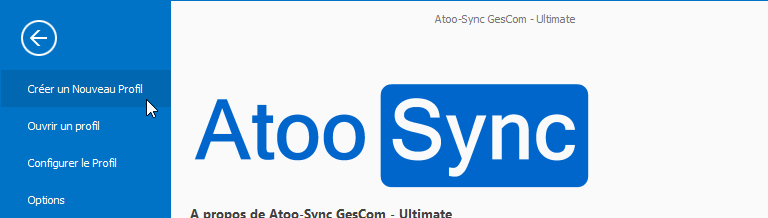 Atoo-Sync GesCom - Ultimate
Créer un Nouveau Profil
Ouvrir un profil
Configurer le Profil
Options
Atoo Sync
A propos de Atoo-Sync GesCom - Ultimate